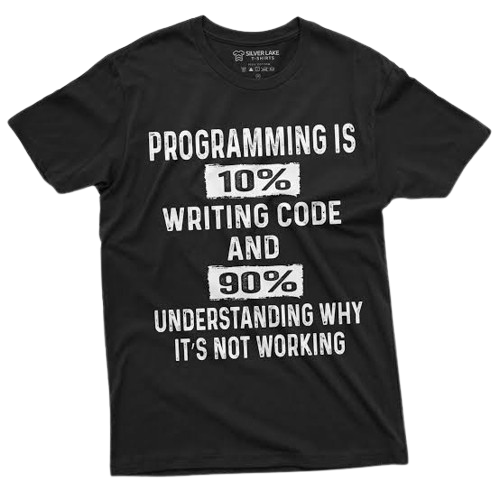 SILVER LAKE
T-SHIRTS
PROGRAMMING IS
10%
WRITING CODE
AND
90%
UNDERSTANDING WHY
IT'S NOT WORKING